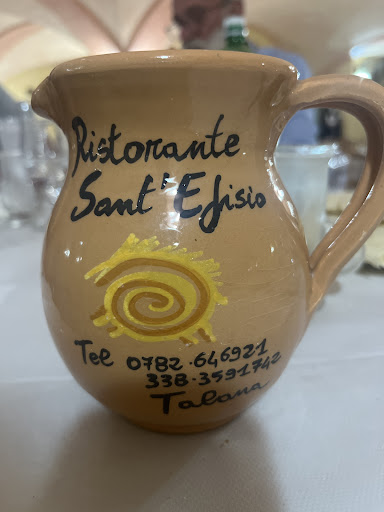 Ristorante
Sant'Efisio
Tel 0782.646921
338.3591742
Talana